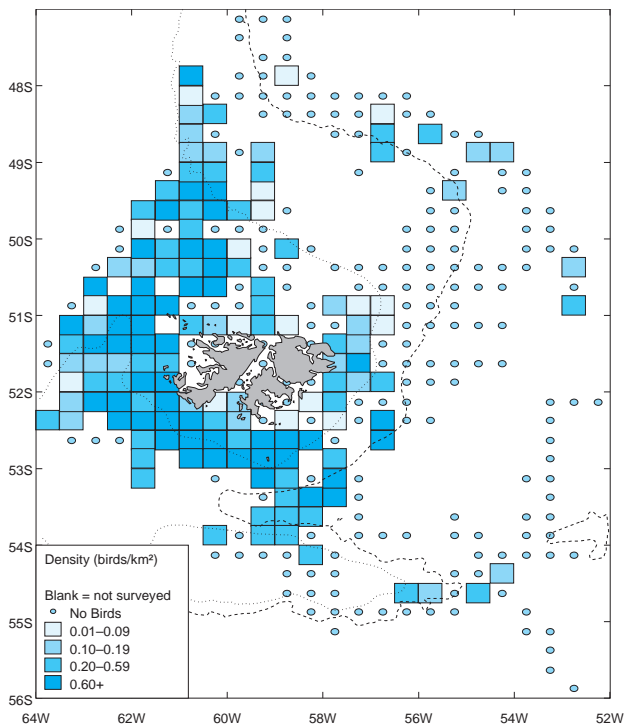 48S
49S
50S
51S
52S
53S
54S
55S
56S
Density (birds/km²)
Blank = not surveyed
No Birds
0.01–0.09
0.10–0.19
0.20–0.59
0.60+
64W 62W 60W 58W 56W 54W 52W